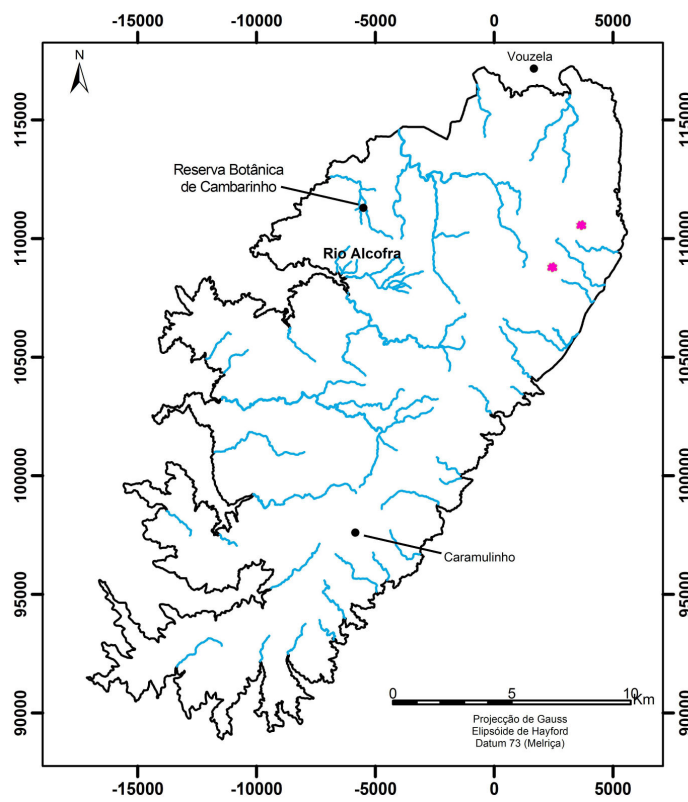 -15000 -10000 -5000 0 5000
N
Vouzela
115000 115000
Reserva Botânica
de Cambarinho
110000 110000
Rio Alcofra
105000 105000
100000 100000
Caramulinho
95000 95000
0 5 10
Km
90000 90000
Projecção de Gauss
Elipsóide de Hayford
Datum 73 (Melriça)
-15000 -10000 -5000 0 5000